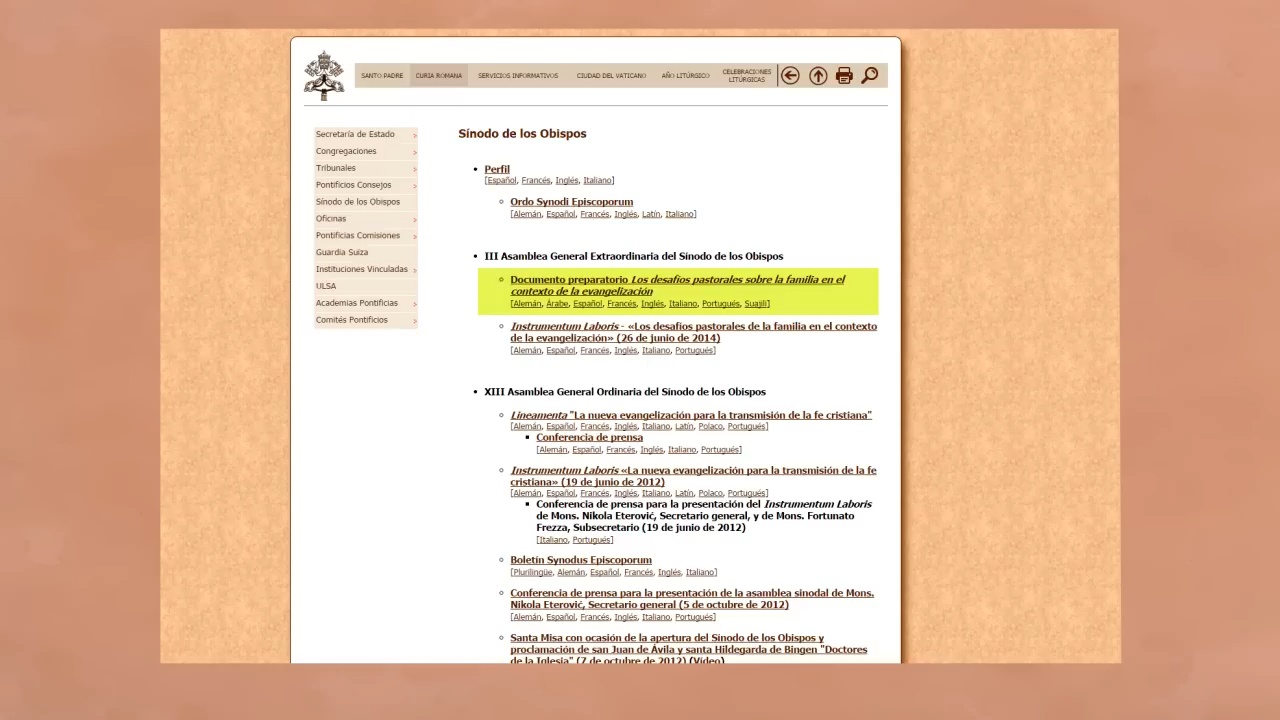 SANTO PADRE
CURIA ROMANA
SERVICIOS INFORMATIVOS
CIUDAD DEL VATICANO
AÑO LITÚRGICO
CELEBRACIONES
LITÚRGICAS
Secretaría de Estado
Congregaciones
Tribunales
Pontificios Consejos
Sínodo de los Obispos
Oficinas
Pontificias Comisiones
Guardia Suiza
Instituciones Vinculadas
ULSA
Academias Pontificias
Comités Pontificios
Sínodo de los Obispos
Perfil
[Español, Francés, Inglés, Italiano]
Ordo Synodi Episcoporum
[Alemán, Español, Francés, Inglés, Latín, Italiano]
III Asamblea General Extraordinaria del Sínodo de los Obispos
Documento preparatorio Los desafíos pastorales sobre la familia en el
contexto de la evangelización
[Alemán, Árabe, Español, Francés, Inglés, Italiano, Portugués, Suajili]
Instrumentum Laboris - «Los desafíos pastorales de la familia en el contexto
de la evangelización» (26 de junio de 2014)
[Alemán, Español, Francés, Inglés, Italiano, Portugués]
XIII Asamblea General Ordinaria del Sínodo de los Obispos
Lineamenta "La nueva evangelización para la transmisión de la fe cristiana"
[Alemán, Español, Francés, Inglés, Italiano, Latín, Polaco, Portugués]
Conferencia de prensa
[Alemán, Español, Francés, Inglés, Italiano, Portugués]
Instrumentum Laboris «La nueva evangelización para la transmisión de la fe
cristiana» (19 de junio de 2012)
[Alemán, Español, Francés, Inglés, Italiano, Latín, Polaco, Portugués]
Conferencia de prensa para la presentación del Instrumentum Laboris
de Mons. Nikola Eterović, Secretario general, y de Mons. Fortunato
Frezza, Subsecretario (19 de junio de 2012)
[Italiano, Portugués]
Boletín Synodus Episcoporum
[Plurilingüe, Alemán, Español, Francés, Inglés, Italiano]
Conferencia de prensa para la presentación de la asamblea sinodal de Mons.
Nikola Eterović, Secretario general (5 de octubre de 2012)
[Alemán, Español, Francés, Inglés, Italiano, Portugués]
Santa Misa con ocasión de la apertura del Sínodo de los Obispos y
proclamación de san Juan de Ávila y santa Hildegarda de Bingen "Doctores
de la Iglesia" (7 de octubre de 2012) (Vídeo)